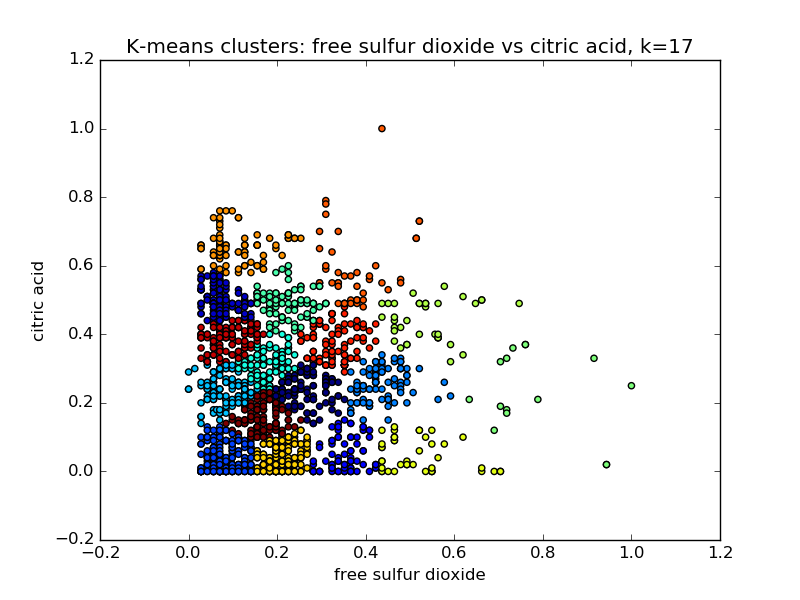 K-means clusters: free sulfur dioxide vs citric acid, k=17
1.2
1.0
0.8
0.6
0.4
0.2
0.0
−0.2
citric acid
−0.2 0.0 0.2 0.4 0.6 0.8 1.0 1.2
free sulfur dioxide